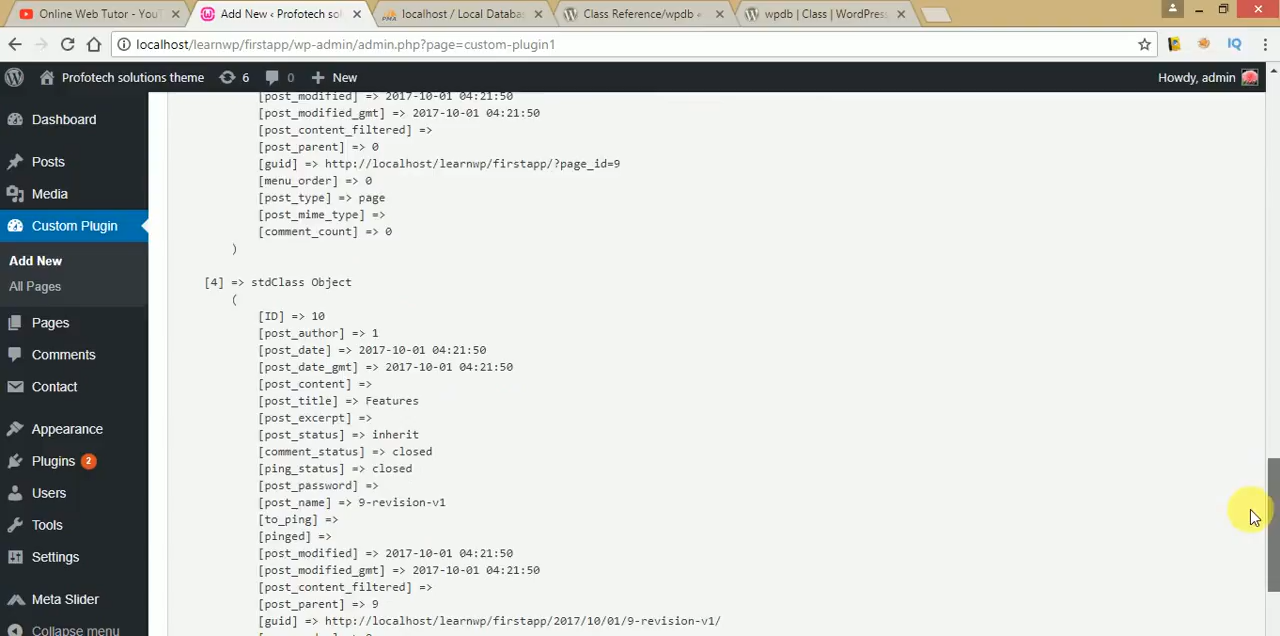 Online Web Tutor - YouT
Add New ‹ Profotech sol
localhost / Local Databa
Class Reference/wpdb «
wpdb | Class | WordPress
localhost/learnwp/firstapp/wp-admin/admin.php?page=custom-plugin1
IQ
Profotech solutions theme
6
0
New
Howdy, admin
Dashboard
Posts
Media
Custom Plugin
Add New
All Pages
Pages
Comments
Contact
Appearance
Plugins 2
Users
Tools
Settings
Meta Slider
Collapse menu
[post_modified] => 2017-10-01 04:21:50
[post_modified_gmt] => 2017-10-01 04:21:50
[post_content_filtered] =>
[post_parent] => 0
[guid] => http://localhost/learnwp/firstapp/?page_id=9
[menu_order] => 0
[post_type] => page
[post_mime_type] =>
[comment_count] => 0
)
[4] => stdClass Object
(
[ID] => 10
[post_author] => 1
[post_date] => 2017-10-01 04:21:50
[post_date_gmt] => 2017-10-01 04:21:50
[post_content] =>
[post_title] => Features
[post_excerpt] =>
[post_status] => inherit
[comment_status] => closed
[ping_status] => closed
[post_password] =>
[post_name] => 9-revision-v1
[to_ping] =>
[pinged] =>
[post_modified] => 2017-10-01 04:21:50
[post_modified_gmt] => 2017-10-01 04:21:50
[post_content_filtered] =>
[post_parent] => 9
[guid] => http://localhost/learnwp/firstapp/2017/10/01/9-revision-v1/